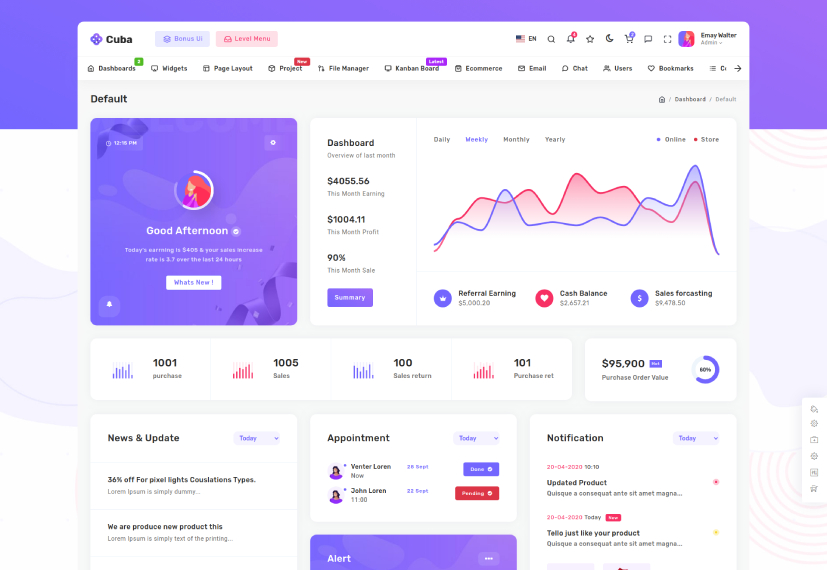 Cuba
Bonus Ui
Level Menu
EN
4
2
Emay Walter
Admin
Dashboards
2
Widgets
Page Layout
Project
New
File Manager
Kanban Board
Latest
Ecommerce
Email
Chat
Users
Bookmarks
Default
/ Dashboard / Default
12:16 PM
Good Afternoon
Today's earrning is $405 & your sales increase
rate is 3.7 over the last 24 hours
Whats New !
Dashboard
Overview of last month
$4055.56
This Month Earning
$1004.11
This Month Profit
90%
This Month Sale
Summary
Daily
Weekly
Monthly
Yearly
Online
Store
Referral Earning
$5.000.20
Cash Balance
$2.657.21
Sales forcasting
$9.478.50
1001
purchase
1005
Sales
100
Sales return
101
Purchase ret
$95,900
Hot
Purchase Order Value
60%
News & Update
Today
36% off For pixel lights Couslations Types.
Lorem Ipsum is simply dummy...
We are produce new product this
Lorem Ipsum is simply text of the printing...
Appointment
Today
Venter Loren
Now
28 Sept
Done
John Loren
11:00
22 Sept
Pending
Alert
Notification
Today
20-04-2020 10:10
Updated Product
Quisque a consequat ante sit amet magna...
20-04-2020 Today
New
Tello just like your product
Quisque a consequat ante sit amet magna...